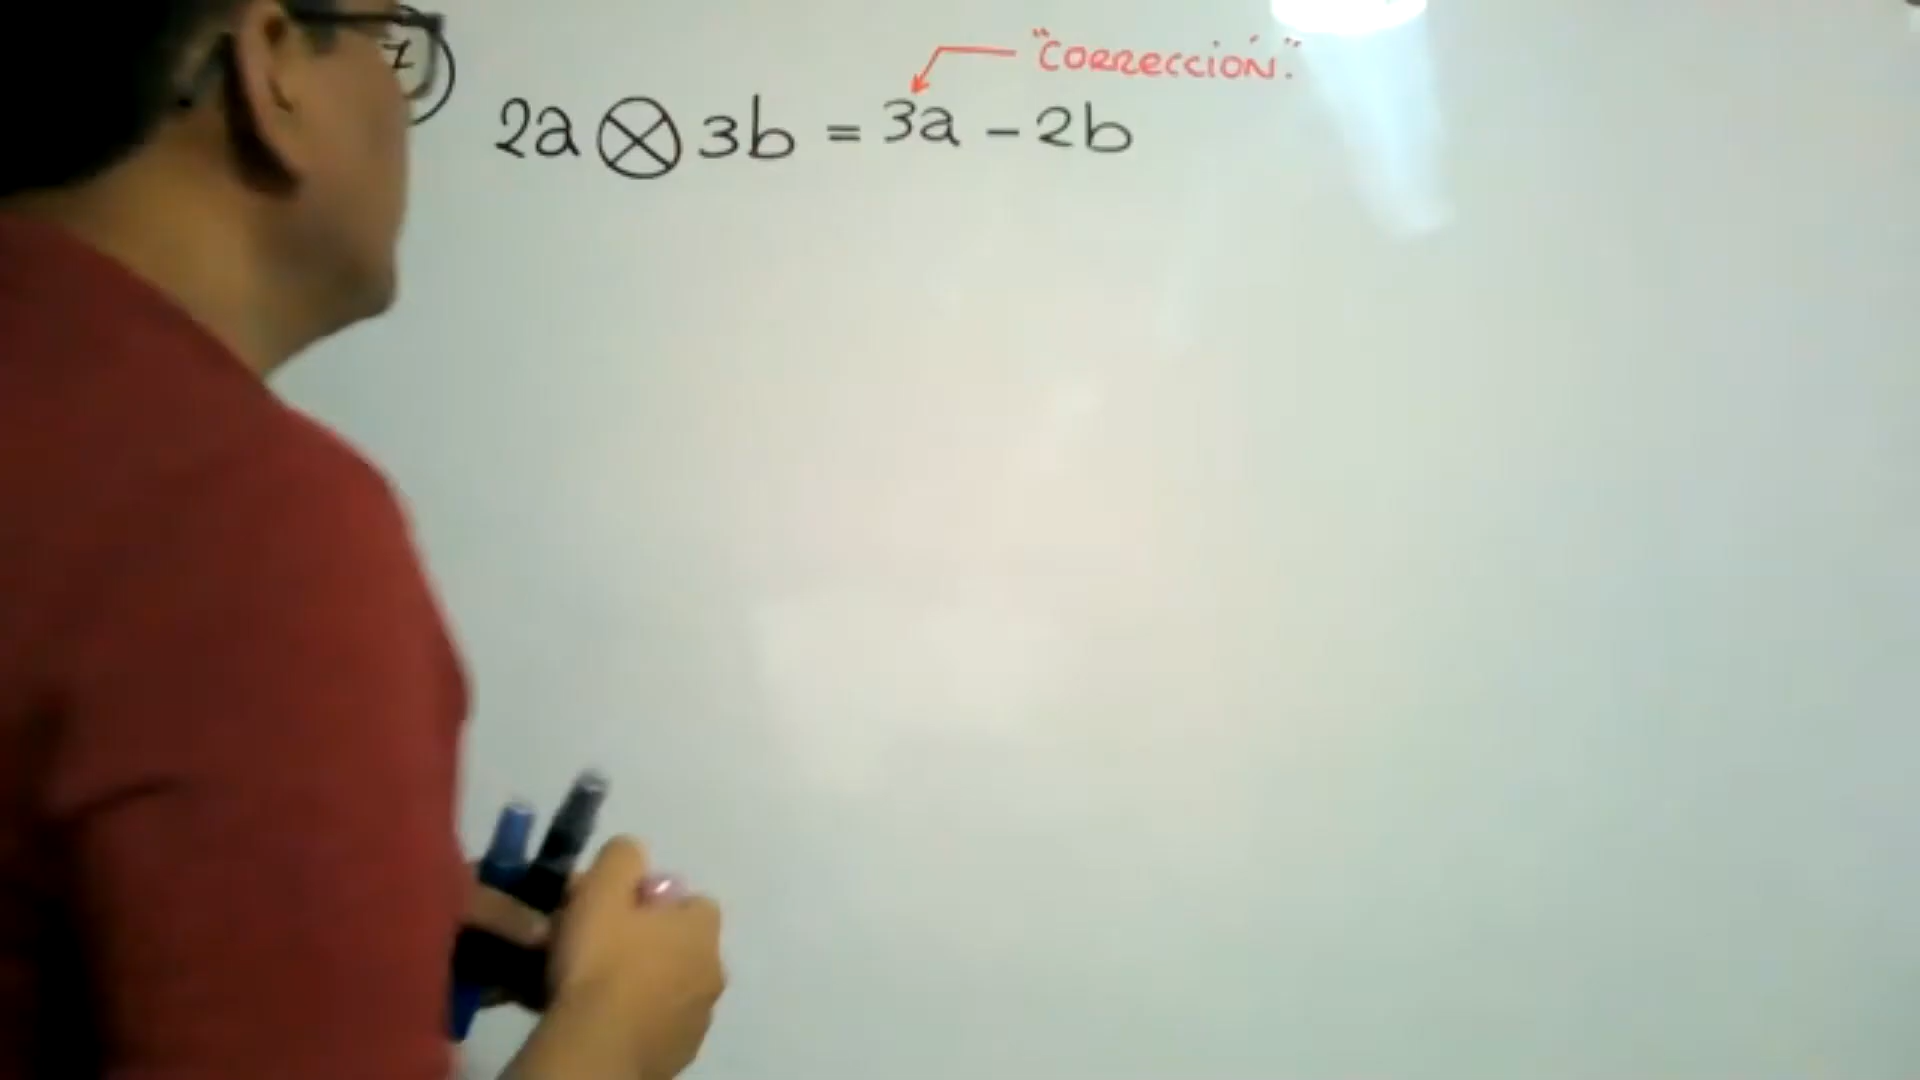 "CORRECCIÓN."
2a ⊗ 3b = 3a - 2b